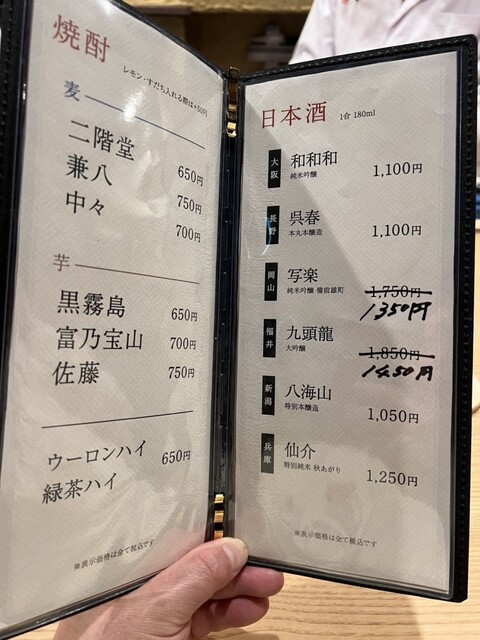 焼酎
レモン・すだち入れる際は+50円
麦
二階堂 650円
兼八 750円
中々 700円
芋
黒霧島 650円
富乃宝山 700円
佐藤 750円
ウーロンハイ 650円
緑茶ハイ
※表示価格は全て税込です
日本酒 1合 180ml
大阪 和和和 1,100円
純米吟醸
長野 呉春 1,100円
本丸本醸造
岡山 写楽 1,750円
純米吟醸 備前雄町 1350円
福井 九頭龍 1,850円
大吟醸 1450円
新潟 八海山 1,050円
特別本醸造
兵庫 仙介 1,250円
特別純米 秋あがり
※表示価格は全て税込です